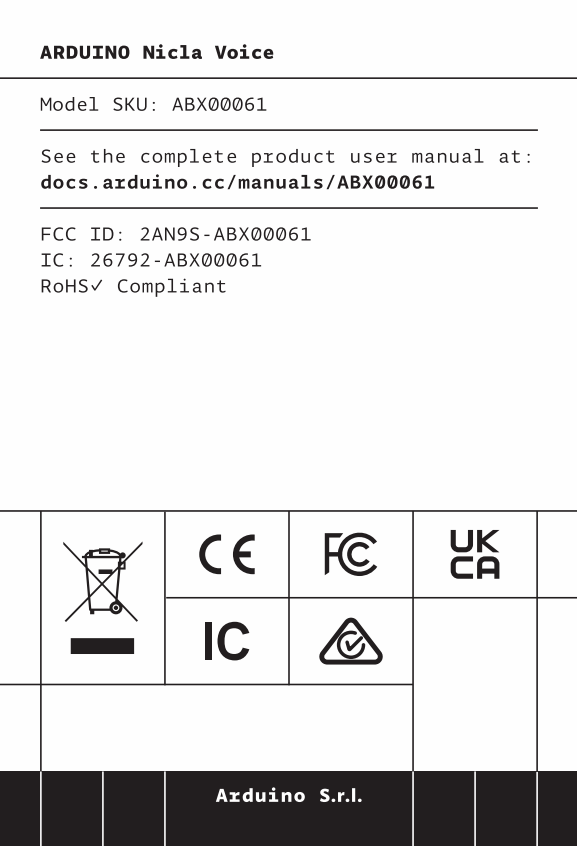 ARDUINO Nicla Voice
Model SKU: ABX00061
See the complete product user manual at:
docs.arduino.cc/manuals/ABX00061
FCC ID: 2AN9S-ABX00061
IC: 26792-ABX00061
RoHS✓ Compliant
CE FC UK
CA
IC
Arduino S.r.l.